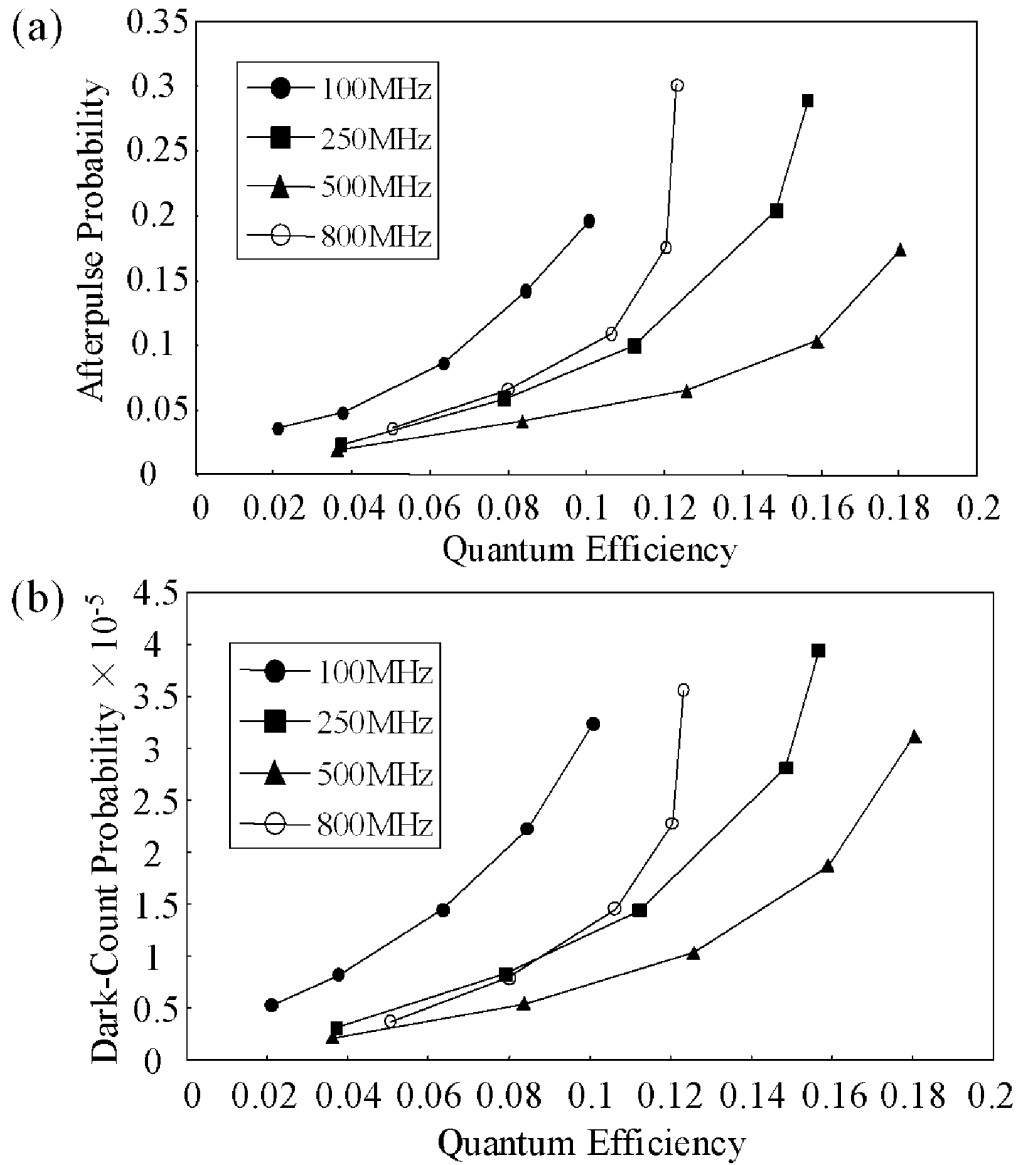 (a)
Afterpulse Probability
0.35
0.3
0.25
0.2
0.15
0.1
0.05
0
100MHz
250MHz
500MHz
800MHz
0 0.02 0.04 0.06 0.08 0.1 0.12 0.14 0.16 0.18 0.2
Quantum Efficiency
(b)
Dark-Count Probability × 10⁻⁵
4.5
4
3.5
3
2.5
2
1.5
1
0.5
0
100MHz
250MHz
500MHz
800MHz
0 0.02 0.04 0.06 0.08 0.1 0.12 0.14 0.16 0.18 0.2
Quantum Efficiency